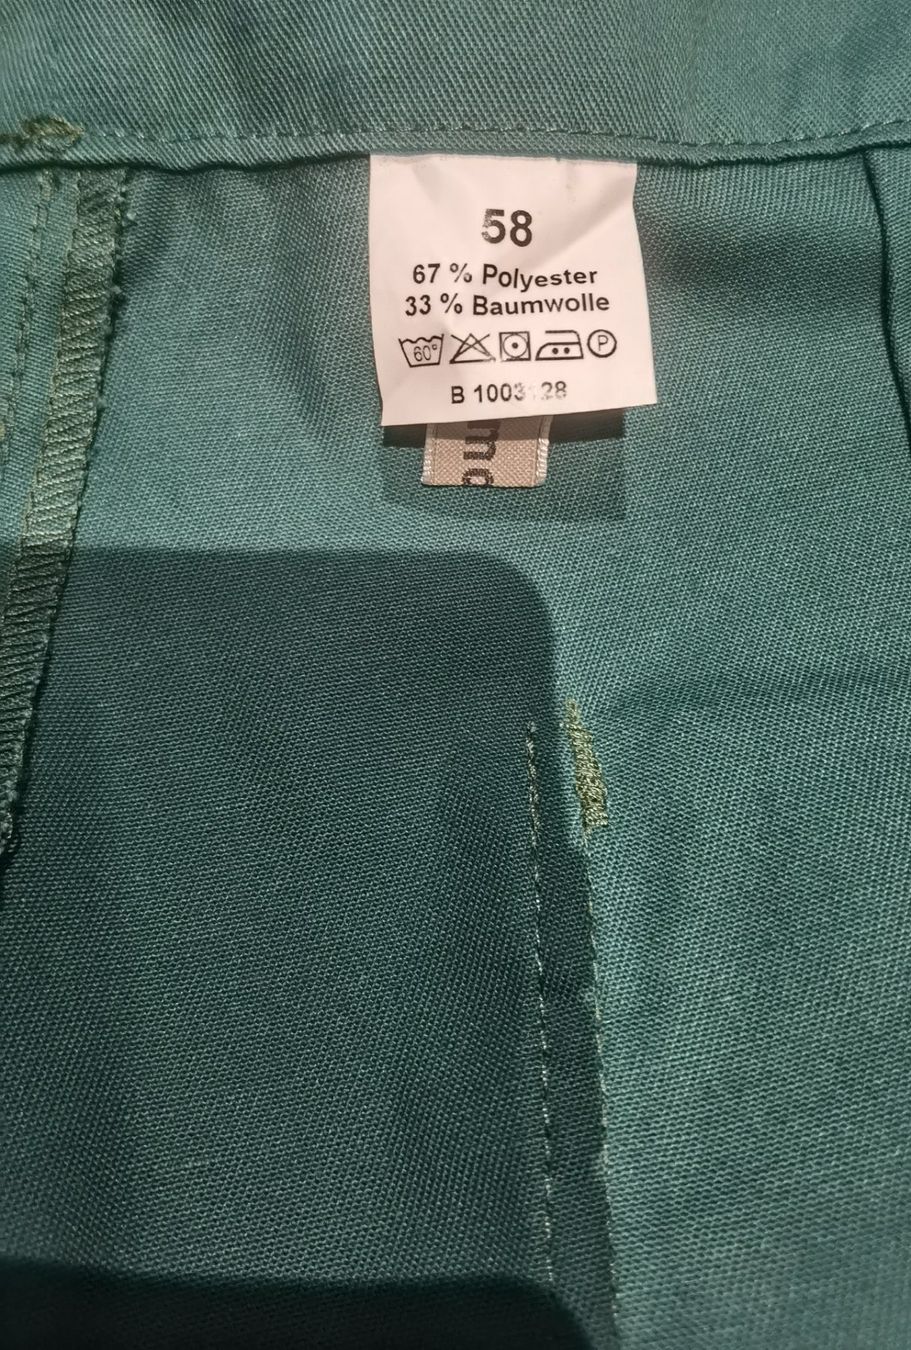 58
67 % Polyester
33 % Baumwolle
60°
P